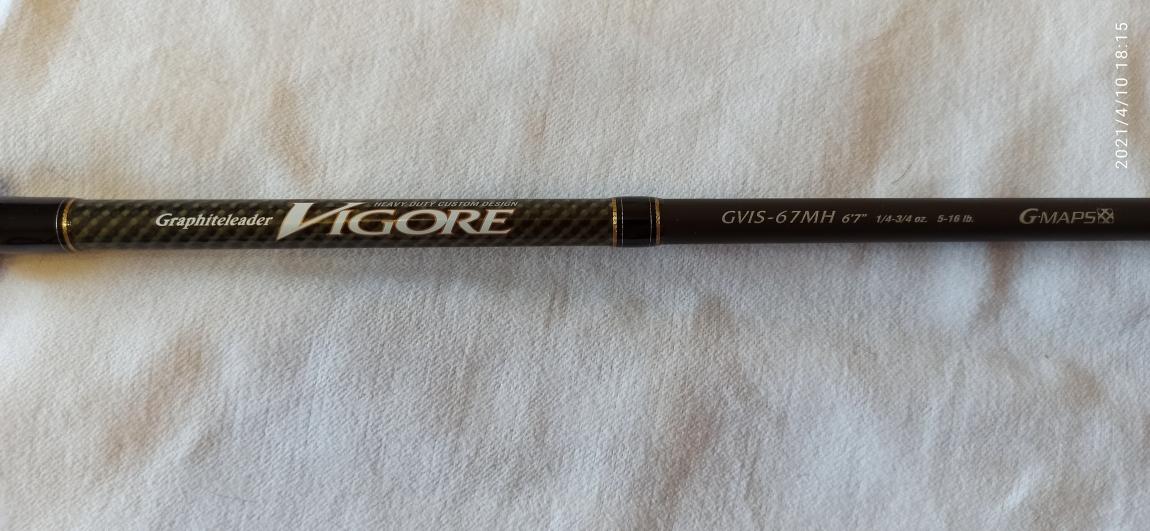 HEAVY DUTY CUSTOM DESIGN
Graphiteleader VIGORE
GVIS-67MH 6'7" 1/4-3/4 oz. 5-16 lb. G-MAPS
2021/4/10 18:15